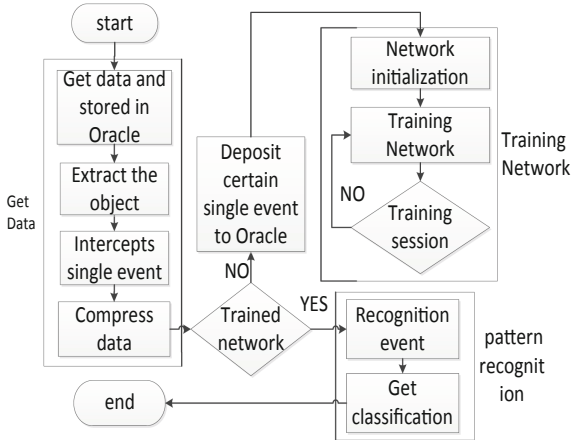 start
Get data and
stored in
Oracle
Extract the
object
Intercepts
single event
Compress
data
Get
Data
Trained
network
NO
YES
Deposit
certain
single event
to Oracle
Network
initialization
Training
Network
NO
Training
session
Training
Network
Recognition
event
Get
classification
pattern
recognit
ion
end